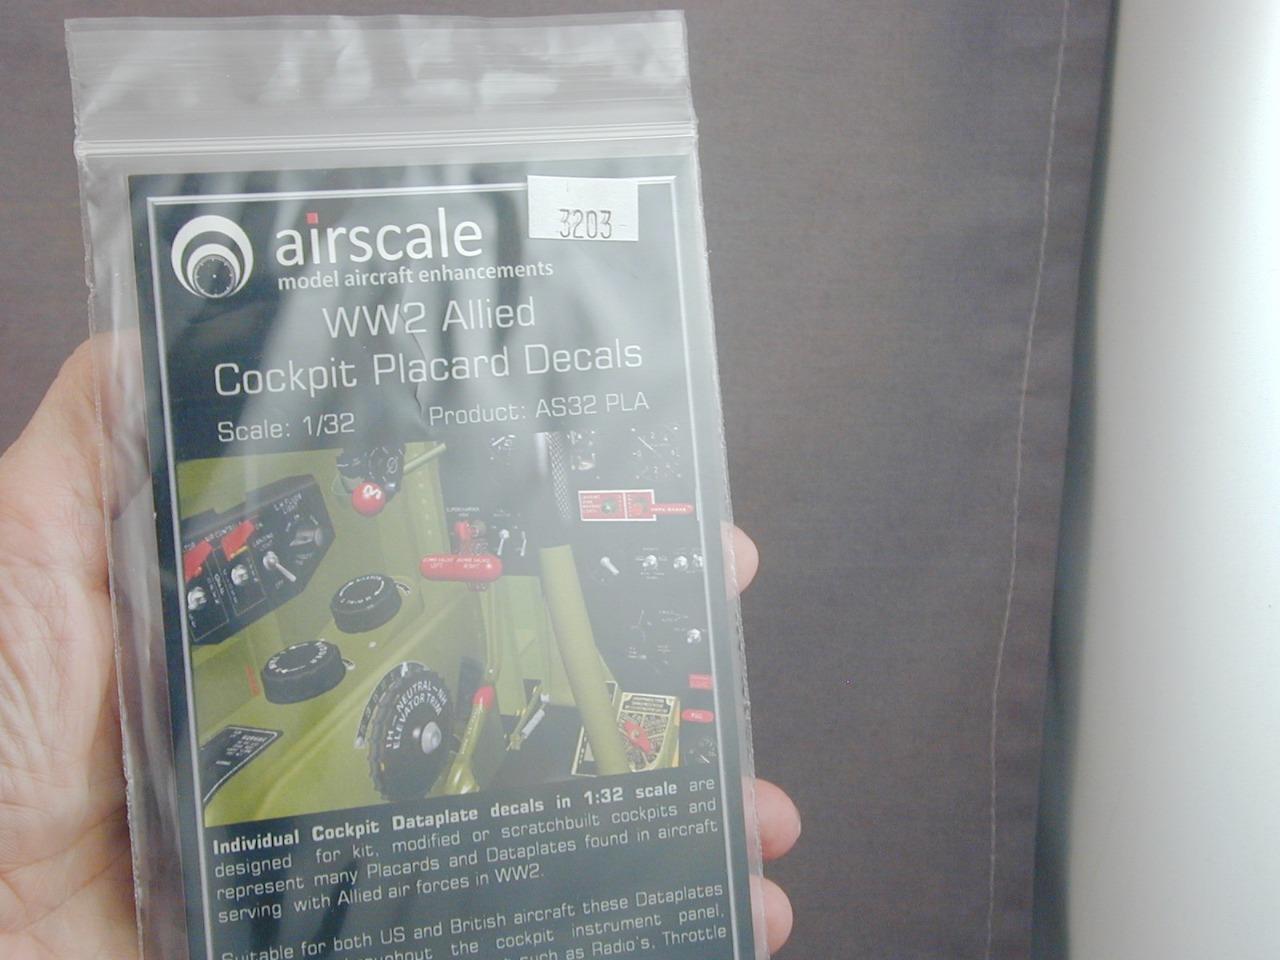 3203
airscale
model aircraft enhancements
WW2 Allied
Cockpit Placard Decals
Scale: 1/32 Product: AS32 PLA
NEUTRAL
ELEVATOR TRIM
Individual Cockpit Dataplate decals in 1:32 scale are
designed for kit, modified or scratchbuilt cockpits and
represent many Placards and Dataplates found in aircraft
serving with Allied air forces in WW2.
Suitable for both US and British aircraft these Dataplates
the cockpit instrument panel,
such as Radio's, Throttle